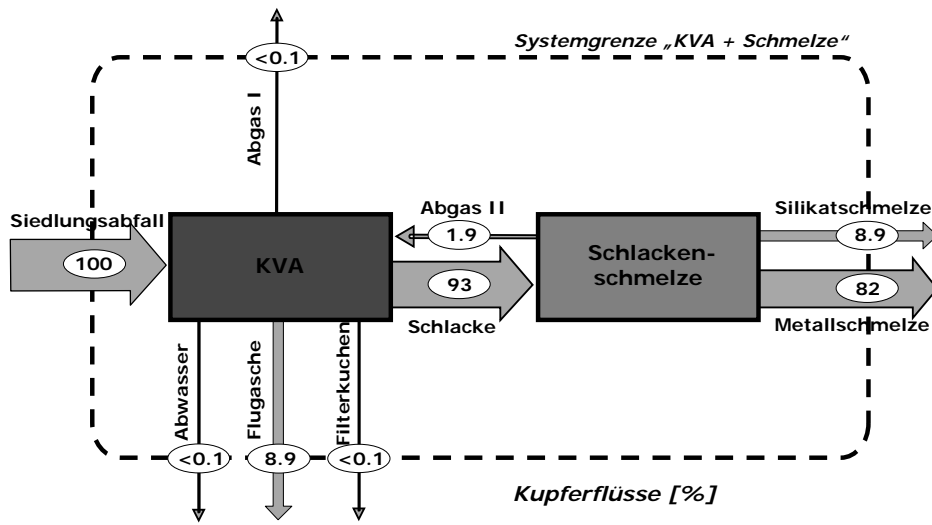 Systemgrenze „KVA + Schmelze“
<0.1
Abgas I
Siedlungsabfall
100
KVA
Abgas II
1.9
93
Schlacke
Schlacken-
schmelze
Silikatschmelze
8.9
82
Metallschmelze
Abwasser
Flugasche
Filterkuchen
<0.1
8.9
<0.1
Kupferflüsse [%]